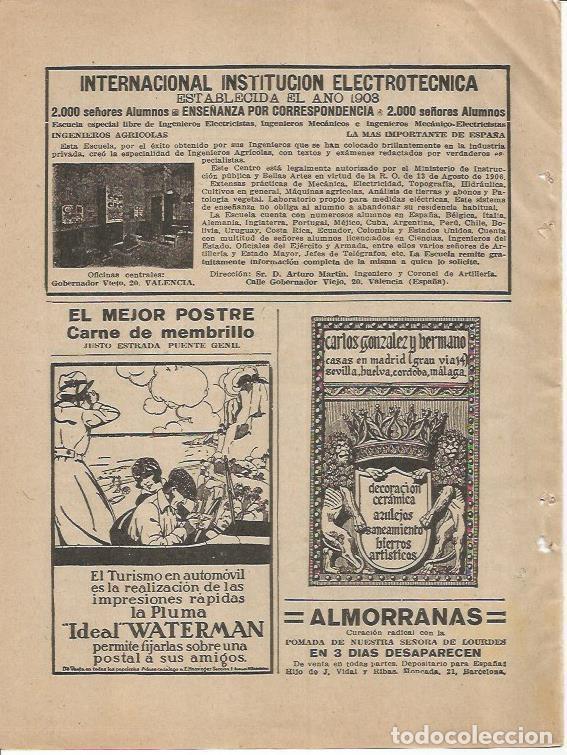 INTERNACIONAL INSTITUCION ELECTROTECNICA
ESTABLECIDA EL AÑO 1903
2.000 señores Alumnos ENSEÑANZA POR CORRESPONDENCIA 2.000 señores Alumnos
Escuela especial libre de Ingenieros Electricistas, Ingenieros Mecánicos e Ingenieros Mecánico-Electricistas
INGENIEROS AGRICOLAS LA MAS IMPORTANTE DE ESPAÑA
Esta Escuela, por el éxito obtenido por sus Ingenieros que se han colocado brillantemente en la industria
privada, creó la especialidad de Ingenieros Agrícolas, con textos y exámenes redactados por verdaderos es-
pecialistas.
Este Centro está legalmente autorizado por el Ministerio de Instruc-
ción pública y Bellas Artes en virtud de la R. O. de 13 de Agosto de 1906.
Extensas prácticas de Mecánica, Electricidad, Topografía, Hidráulica,
Cultivos en general, Máquinas agrícolas, Análisis de tierras y abonos y Pa-
tología vegetal. Laboratorio propio para medidas eléctricas. Este sistema
de enseñanza no obliga al alumno a abandonar su residencia habitual.
La Escuela cuenta con numerosos alumnos en España, Bélgica, Italia,
Alemania, Inglaterra, Portugal, Méjico, Cuba, Argentina, Perú, Chile, Bo-
livia, Uruguay, Costa Rica, Ecuador, Colombia y Estados Unidos. Cuenta
con multitud de señores alumnos licenciados en Ciencias, Ingenieros del
Estado, Oficiales del Ejército y Armada, entre ellos varios señores de Arti-
llería y Estado Mayor, Jefes de Telégrafos, etc. La Escuela remite gra-
tuitamente información completa de la misma a quien lo solicite.
Oficinas centrales:
Gobernador Viejo, 20. VALENCIA.
Dirección: Sr. D. Arturo Martín, Ingeniero y Coronel de Artillería.
Calle Gobernador Viejo, 20. Valencia (España).
EL MEJOR POSTRE
Carne de membrillo
JUSTO ESTRADA PUENTE GENIL
El Turismo en automóvil
es la realización de las
impresiones rápidas
la Pluma
"Ideal" WATERMAN
permite fijarlas sobre una
postal á sus amigos.
De Venta en todas las papelerías
carlos gonzalez y hermano
casas en madrid (gran via 14)
sevilla, huelva, cordoba, málaga.
decoración
cerámica
azulejos
saneamiento
hierros
artísticos
ALMORRANAS
Curación radical con la
POMADA DE NUESTRA SEÑORA DE LOURDES
EN 3 DIAS DESAPARECEN
De venta en todas partes. Depositario para España:
Hijo de J. Vidal y Ribas, Moncada, 21, Barcelona.
todocoleccion